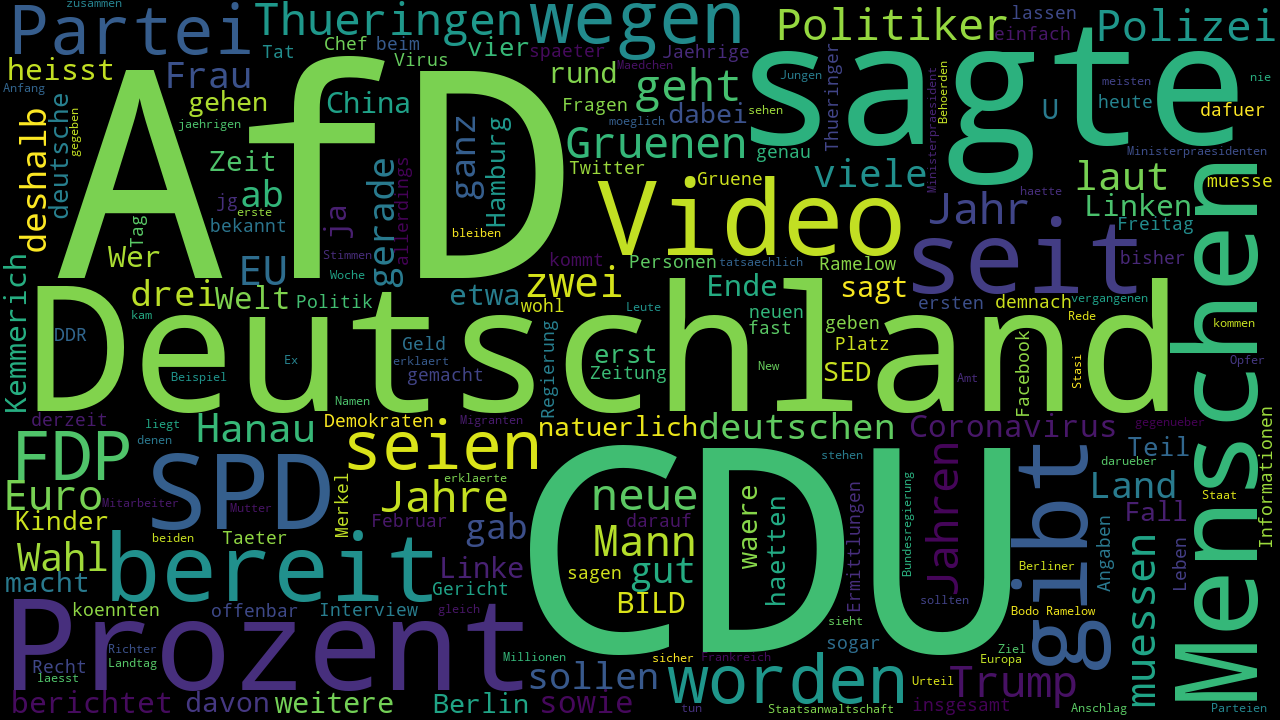 zusammen
Partei
Thueringen
wegen
Politiker
lassen
einfach
Polizei
heisst
Anfang
Frau
Tat
Chef
beim
Virus
vier
spaeter
Maedchen
Jaehrige
rund
geht
Jungen
sagte
meisten
nie
AfD
gehen
jaehrigen
China
Fragen
moeglich
dabei
sehen
Thueringer
Behoerden
heute
U
dafuer
deshalb
deutsche
gegeben
Zeit
ab
ganz
Hamburg
Gruenen
Twitter
genau
viele
Ministerpraesident
Ministerpraesidenten
laut
muesse
haette
jg
erste
bekannt
Tag
ja
gerade
allerdings
bleiben
Gruene
Video
Jahr
Linken
Freitag
Wer
EU
Stimmen
Woche
kommt
Personen
tatsaechlich
Ramelow
seit
bisher
Menschen
Kemmerich
drei
Welt
Politik
kam
etwa
zwei
wohl
Leute
Ende
neuen
fast
sagt
geben
Platz
ersten
demnach
vergangenen
Rede
kommen
DDR
Deutschland
Ex
Beispiel
Namen
Geld
erklaert
gemacht
Regierung
erst
Zeitung
New
SED
Amt
Facebook
Stasi
Opfer
derzeit
liegt
denen
Hanau
Demokraten
Migranten
seien
natuerlich
deutschen
Coronavirus
gegenueber
FDP
SPD
erklaerte
stehen
Teil
darueber
Informationen
Euro
Mitarbeiter
Mutter
Merkel
Jahre
CDU
neue
Waere
haetten
Bundesregierung
Jahren
gibt
Land
Staat
Kinder
beiden
Taeter
Februar
gab
darauf
Mann
Ermittlungen
Fall
Wahl
bereit
Linke
sagen
gut
Berliner
Angaben
muessen
Leben
macht
Gericht
koennten
offenbar
Interview
gleich
BILD
sollten
Bodo Ramelow
sieht
Prozent
Richter
Landtag
Recht
laesst
Millionen
sicher
Frankreich
sogar
Ziel
Europa
sollen
worden
Urteil
Trump
berichtet
davon
weitere
Berlin
sowie
tun
Staatsanwaltschaft
insgesamt
Anschlag
Parteien